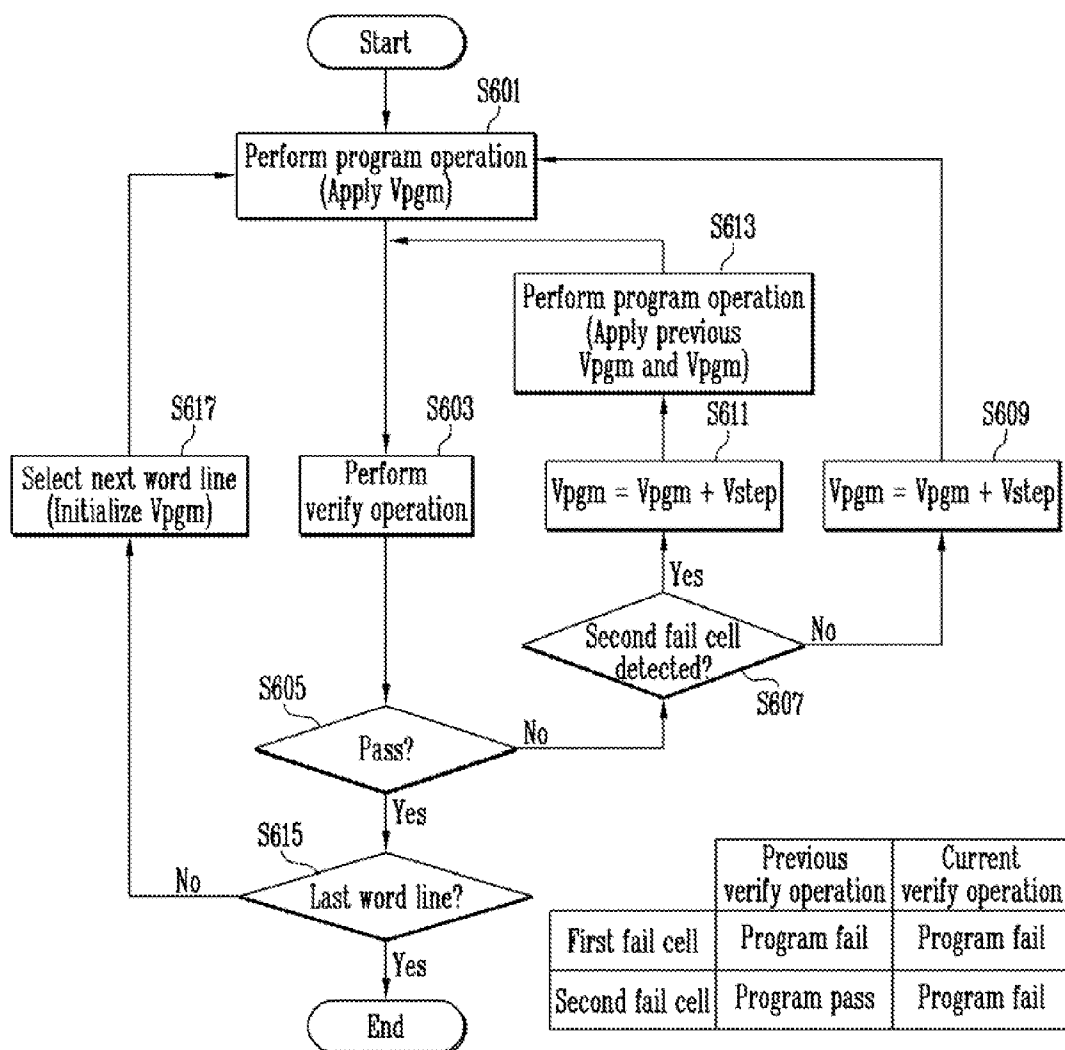 Start
S601
Perform program operation
(Apply Vpgm)
S613
Perform program operation
(Apply previous
Vpgm and Vpgm)
S617
Select next word line
(Initialize Vpgm)
S603
Perform
verify operation
S611
Vpgm = Vpgm + Vstep
S609
Vpgm = Vpgm + Vstep
Yes
Second fail cell
detected?
No
S607
S605
Pass?
No
Yes
S615
Last word line?
No
Yes
End
Previous
verify operation
Current
verify operation
First fail cell
Program fail
Program fail
Second fail cell
Program pass
Program fail